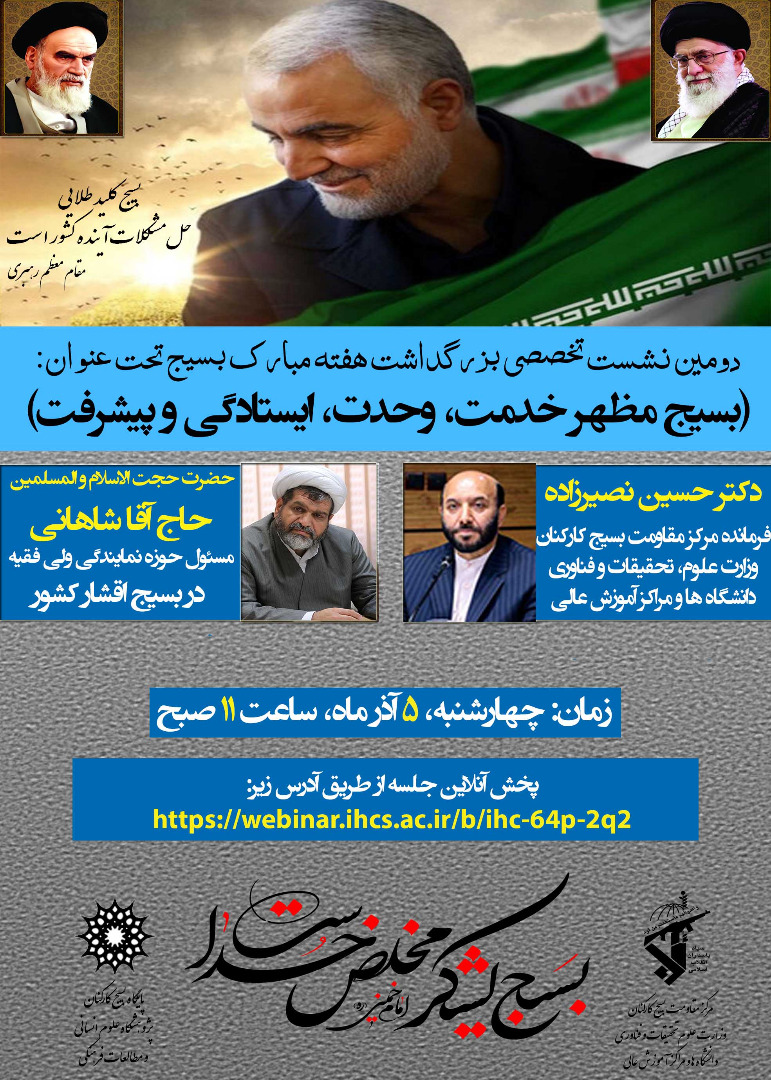 بسیج کلید طلایی
حل مشکلات آینده کشور است
مقام معظم رهبری
دومین نشست تخصصی بزرگداشت هفته مبارک بسیج تحت عنوان:
(بسیج مظهر خدمت، وحدت، ایستادگی و پیشرفت)
دکتر حسین نصیرزاده
فرمانده مرکز مقاومت بسیج کارکنان
وزارت علوم، تحقیقات و فناوری
دانشگاه ها و مراکز آموزش عالی
حضرت حجت الاسلام والمسلمین
حاج آقا شاهانی
مسئول حوزه نمایندگی ولی فقیه
در بسیج اقشار کشور
زمان: چهارشنبه، ۵ آذر ماه، ساعت ۱۱ صبح
پخش آنلاین جلسه از طریق آدرس زیر:
https://webinar.ihcs.ac.ir/b/ihc-64p-2q2
بسیج لشکر مخلص خداست
امام خمینی (ره)
سپاه
پاسداران
انقلاب
اسلامی
مرکز مقاومت بسیج کارکنان
وزارت علوم تحقیقات و فناوری
دانشگاه ها و مراکز آموزش عالی
پایگاه بسیج کارکنان
پژوهشگاه علوم انسانی
و مطالعات فرهنگی